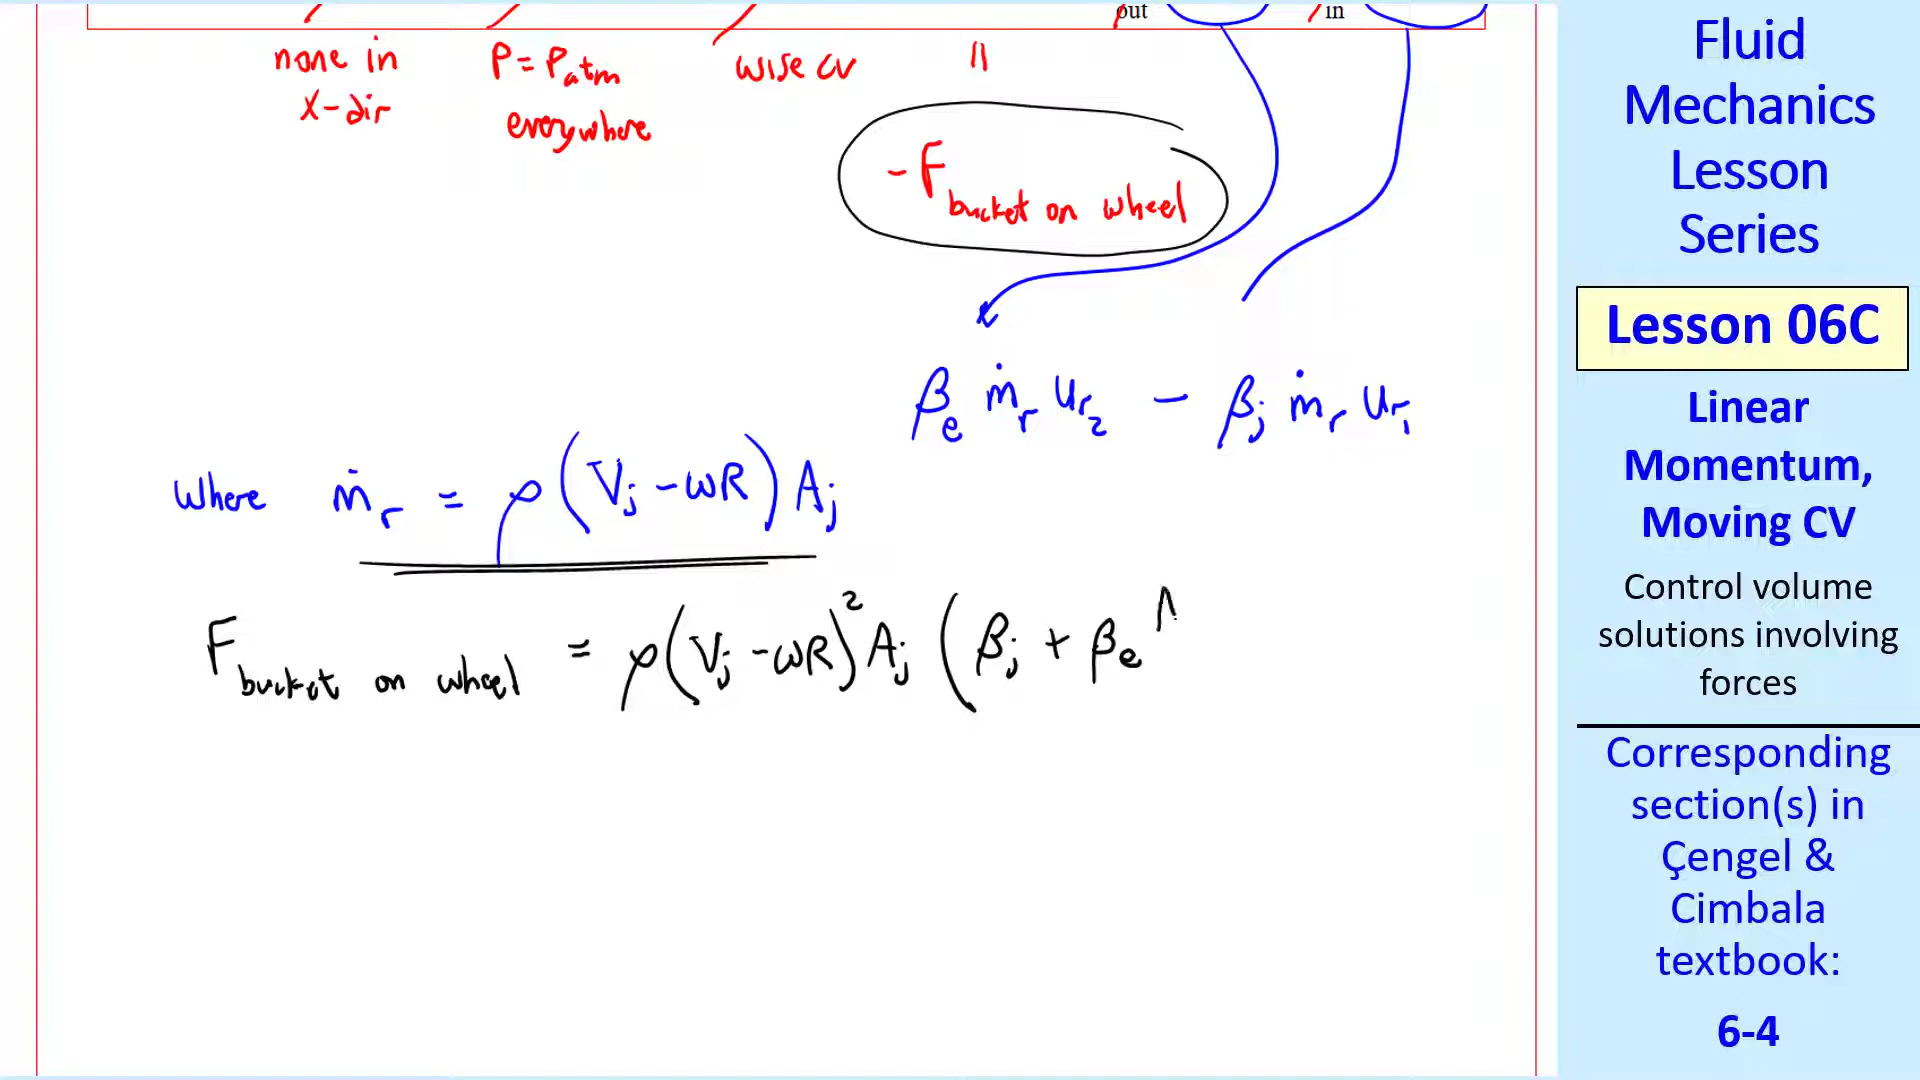 out in
none in
x-dir
P = Patm
everywhere
wise CV
||
- F bucket on wheel
βe ṁr ur2 - βj ṁr ur1
where ṁr = ρ(Vj - ωR) Aj
F bucket on wheel = ρ(Vj - ωR)² Aj (βj + βe
Fluid
Mechanics
Lesson
Series
Lesson 06C
Linear
Momentum,
Moving CV
Control volume
solutions involving
forces
Corresponding
section(s) in
Çengel &
Cimbala
textbook:
6-4